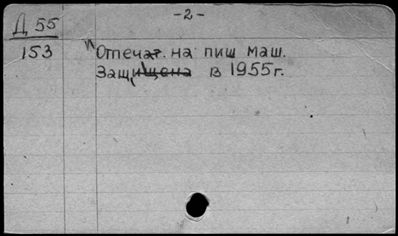 Д 55
-2-
153 Отпечат. на пиш маш.
Защищена в 1955г.